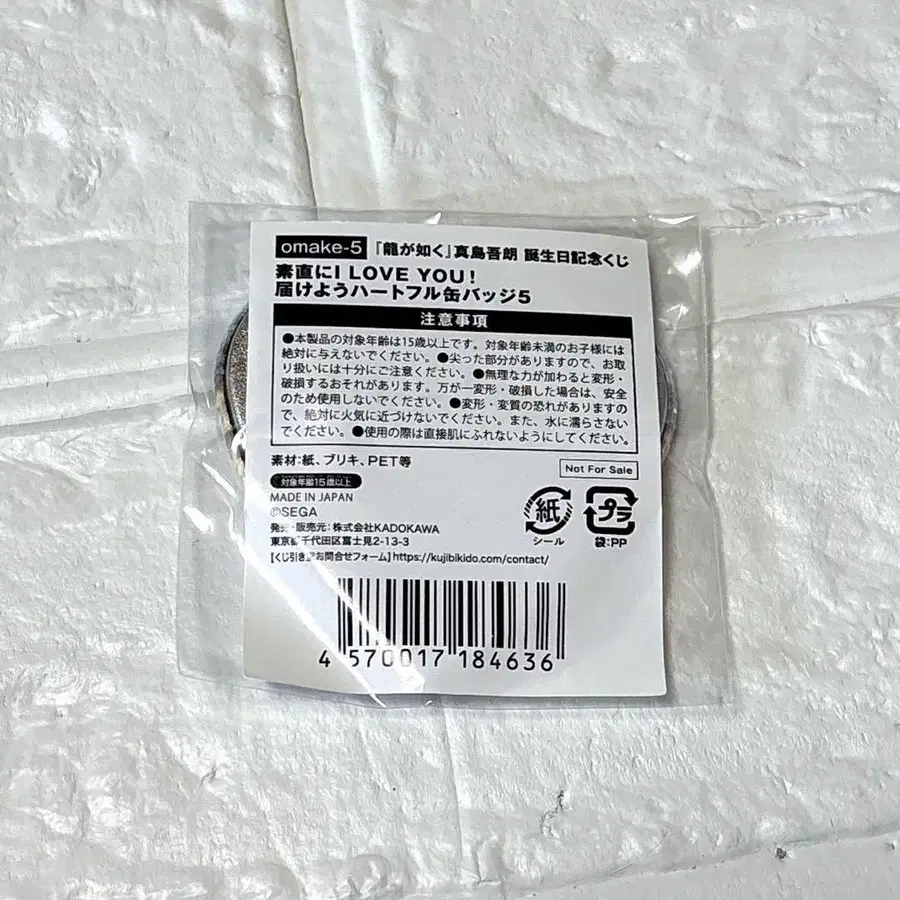 omake-5 『龍が如く』真島吾朗 誕生日記念くじ
素直にI LOVE YOU!
届けようハートフル缶バッジ5
注意事項
●本製品の対象年齢は15歳以上です。対象年齢未満のお子様には
絶対に与えないでください。●尖った部分がありますので、お取
り扱いには十分にご注意ください。●無理な力が加わると変形・
破損するおそれがあります。万が一変形・破損した場合は、安全
のため使用しないでください。●変形・変質の恐れがありますの
で、絶対に火気に近づけないでください。また、水に濡らさない
でください。●使用の際は直接肌にふれないようにしてください。
素材:紙、ブリキ、PET等
Not For Sale
対象年齢15歳以上
MADE IN JAPAN
©SEGA
発売・販売元:株式会社KADOKAWA
東京都千代田区富士見2-13-3
【くじ引き堂お問合せフォーム】https://kujibikido.com/contact/
紙
シール
プラ
袋:PP
4 570017 184636